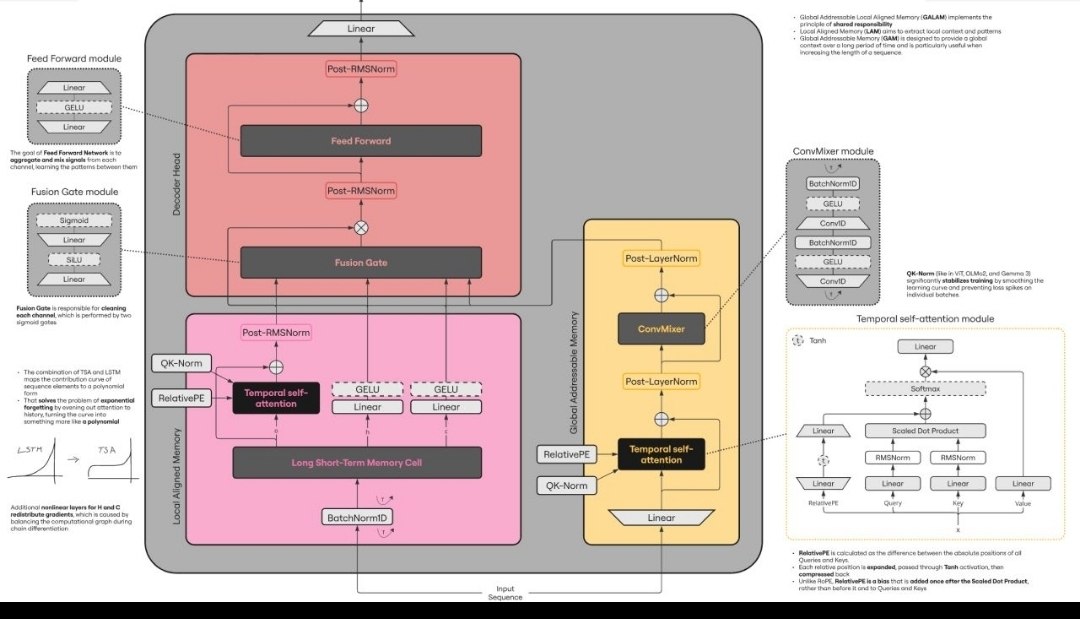 Global Addressable Local Aligned Memory (GALAM) implements the
principle of shared responsibility
Local Aligned Memory (LAM) aims to extract local context and patterns
Global Addressable Memory (GAM) is designed to provide a global
context over a long period of time and is particularly useful when
increasing the length of a sequence.
Linear
Decoder Head
Post-RMSNorm
Feed Forward
Post-RMSNorm
Fusion Gate
Feed Forward module
Linear
GELU
Linear
The goal of Feed Forward Network is to
aggregate and mix signals from each
channel, learning the patterns between them
Fusion Gate module
Sigmoid
Linear
SiLU
Linear
Fusion Gate is responsible for cleaning
each channel, which is performed by two
sigmoid gates.
The combination of TSA and LSTM
maps the contribution curve of
sequence elements to a polynomial
form
That solves the problem of exponential
forgetting by evening out attention to
history, turning the curve into
something more like a polynomial
LSTM
TSA
Additional nonlinear layers for H and C
redistribute gradients, which is caused by
balancing the computational graph during
chain differentiation
Local Aligned Memory
Post-RMSNorm
QK-Norm
RelativePE
Temporal self-
attention
GELU
Linear
GELU
Linear
o
h
c
Long Short-Term Memory Cell
BatchNorm1D
T
T
Input
Sequence
Global Addressable Memory
Post-LayerNorm
ConvMixer
Post-LayerNorm
RelativePE
QK-Norm
Temporal self-
attention
Linear
ConvMixer module
T
BatchNorm1D
GELU
Conv1D
BatchNorm1D
GELU
Conv1D
T
QK-Norm (like in ViT, OLMo2, and Gemma 3)
significantly stabilizes training by smoothing the
learning curve and preventing loss spikes on
individual batches.
Temporal self-attention module
Tanh
Linear
Softmax
Linear
Scaled Dot Product
RMSNorm
RMSNorm
Linear
Linear
Linear
Linear
RelativePE
Query
Key
Value
x
RelativePE is calculated as the difference between the absolute positions of all
Queries and Keys.
Each relative position is expanded, passed through Tanh activation, then
compressed back
Unlike RoPE, RelativePE is a bias that is added once after the Scaled Dot Product,
rather than before it and to Queries and Keys